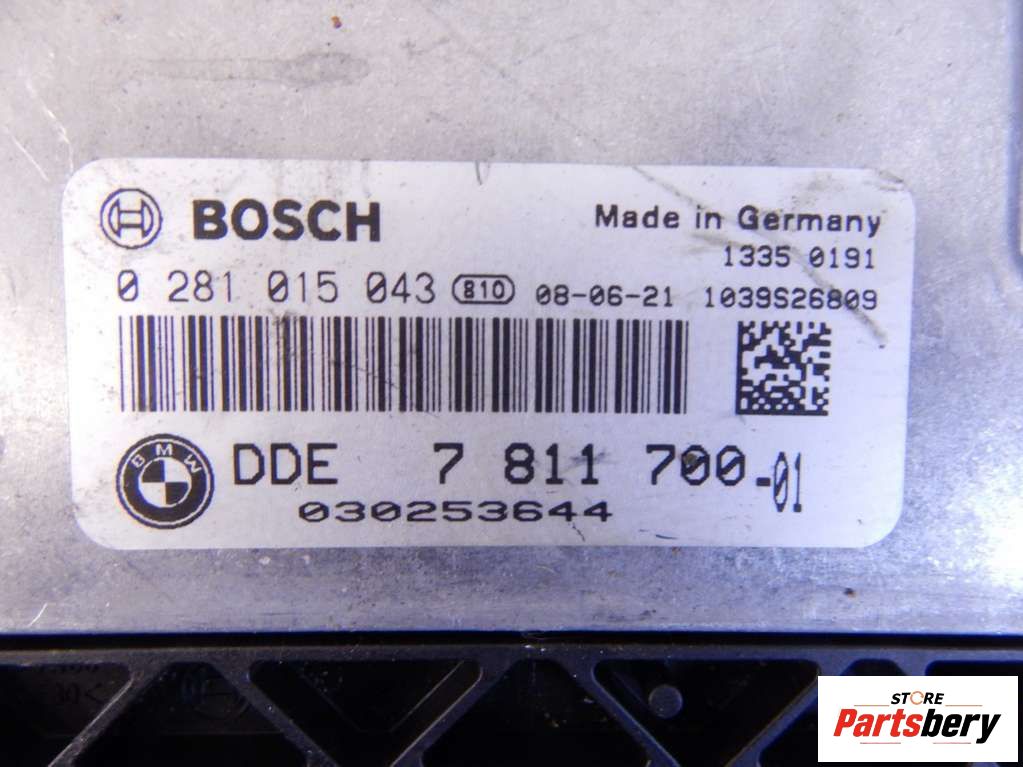 BOSCH
Made in Germany
1335 0191
0 281 015 043 810 08-06-21 1039S26809
BMW
DDE 7 811 700-01
030253644
STORE
Partsbery